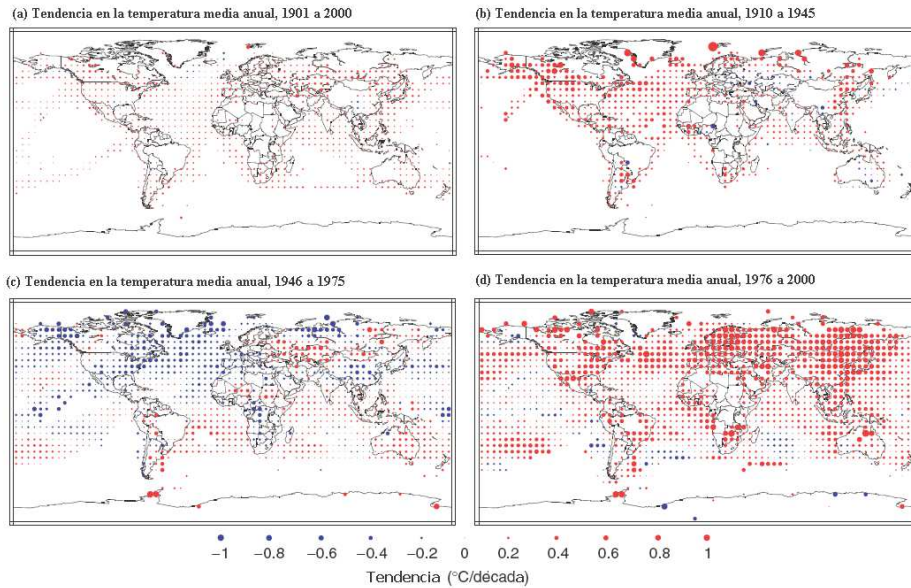 (a) Tendencia en la temperatura media anual, 1901 a 2000
(b) Tendencia en la temperatura media anual, 1910 a 1945
(c) Tendencia en la temperatura media anual, 1946 a 1975
(d) Tendencia en la temperatura media anual, 1976 a 2000
−1 −0.8 −0.6 −0.4 −0.2 0 0.2 0.4 0.6 0.8 1
Tendencia (°C/década)